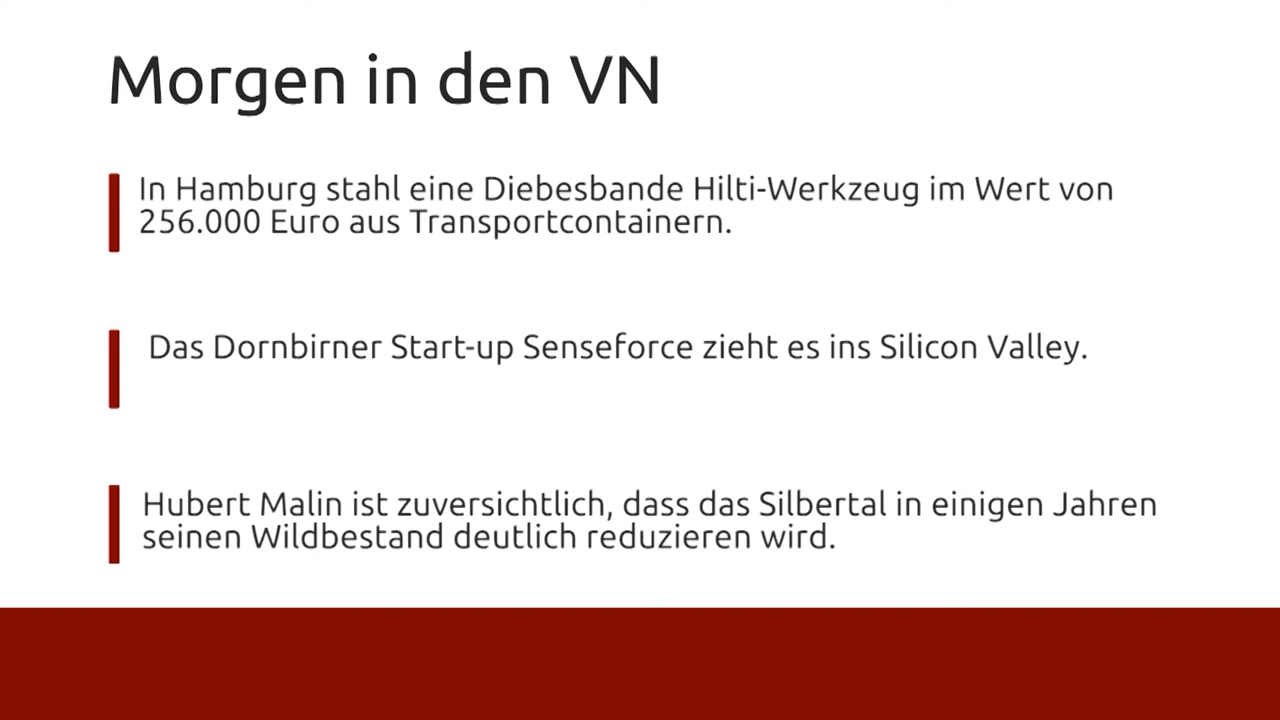 Morgen in den VN
In Hamburg stahl eine Diebesbande Hilti-Werkzeug im Wert von
256.000 Euro aus Transportcontainern.
Das Dornbirner Start-up Senseforce zieht es ins Silicon Valley.
Hubert Malin ist zuversichtlich, dass das Silbertal in einigen Jahren
seinen Wildbestand deutlich reduzieren wird.